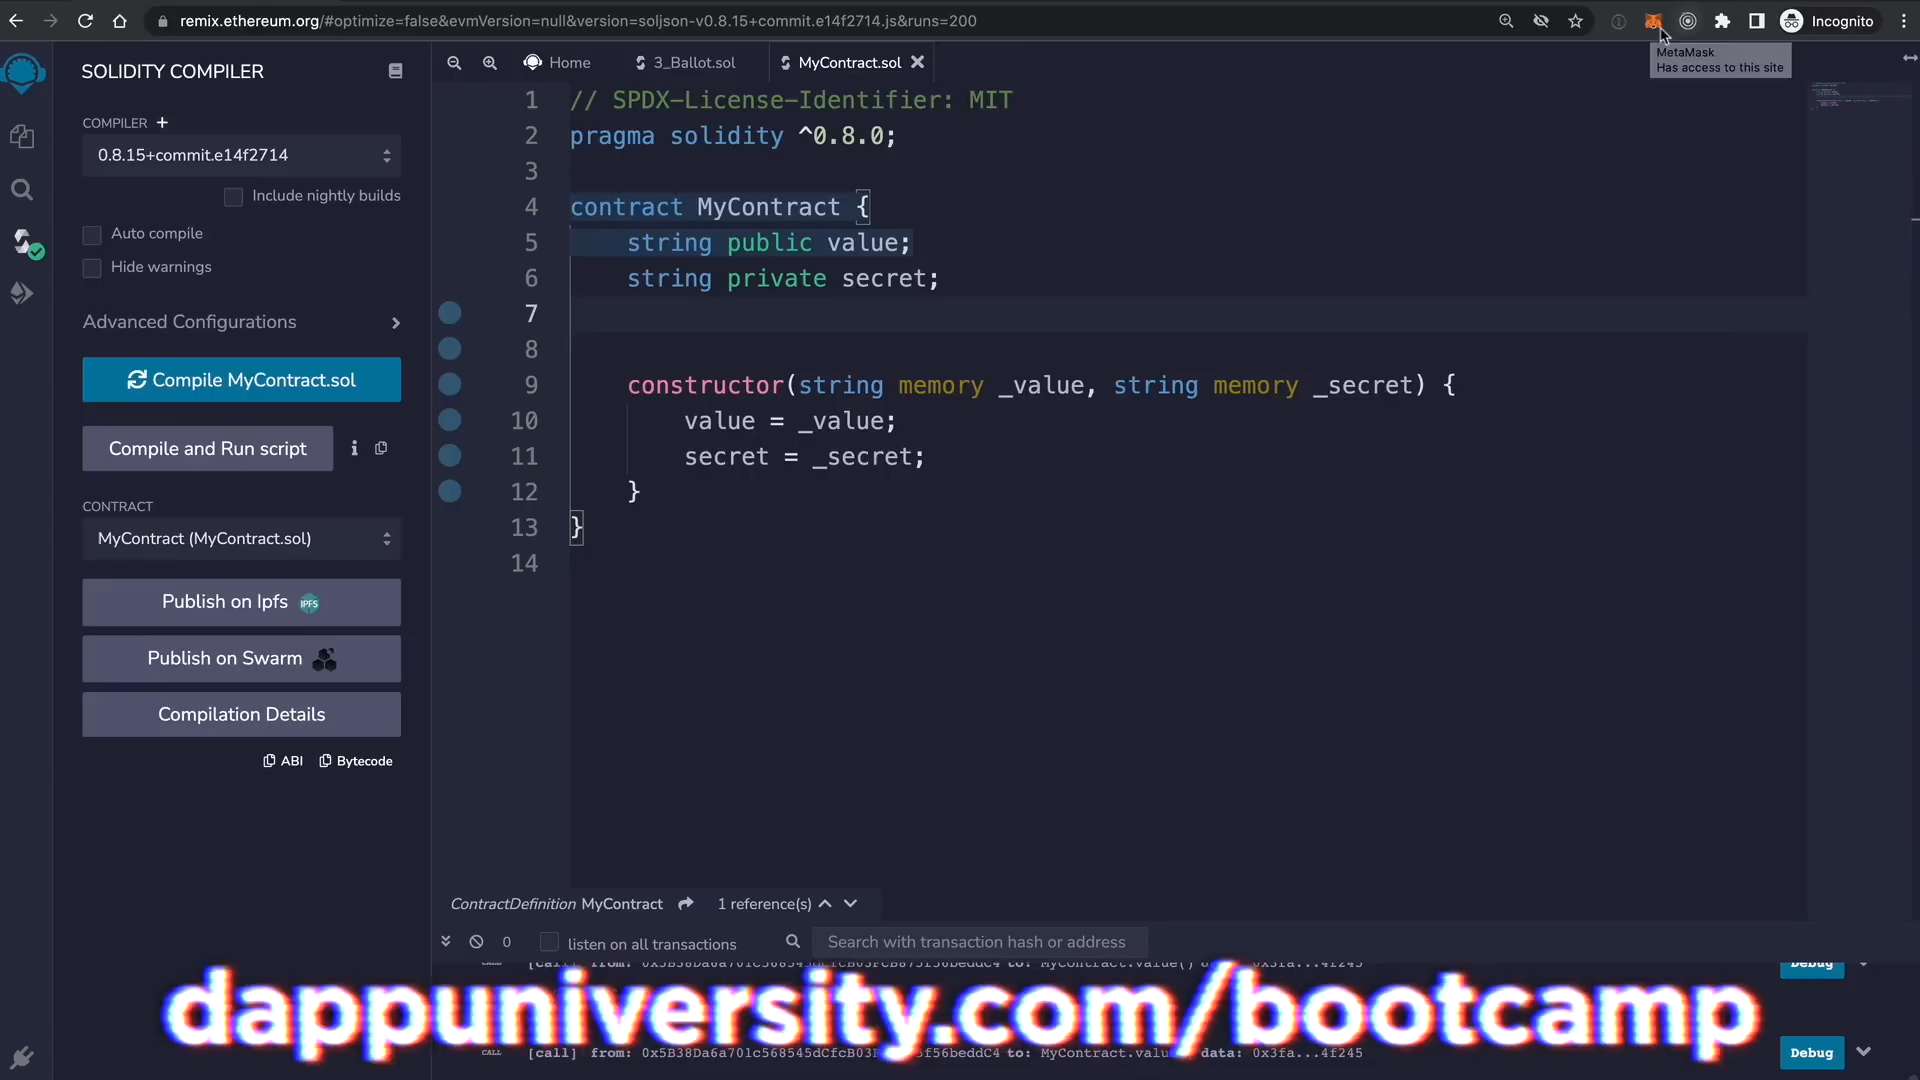 remix.ethereum.org/#optimize=false&evmVersion=null&version=soljson-v0.8.15+commit.e14f2714.js&runs=200
Incognito
MetaMask
Has access to this site
SOLIDITY COMPILER
Home
3_Ballot.sol
MyContract.sol
COMPILER +
0.8.15+commit.e14f2714
Include nightly builds
Auto compile
Hide warnings
Advanced Configurations
Compile MyContract.sol
Compile and Run script
CONTRACT
MyContract (MyContract.sol)
Publish on Ipfs IPFS
Publish on Swarm
Compilation Details
ABI Bytecode
1 // SPDX-License-Identifier: MIT
2 pragma solidity ^0.8.0;
3
4 contract MyContract {
5 string public value;
6 string private secret;
7
8
9 constructor(string memory _value, string memory _secret) {
10 value = _value;
11 secret = _secret;
12 }
13 }
14
ContractDefinition MyContract 1 reference(s)
0 listen on all transactions Search with transaction hash or address
Debug
dappuniversity.com/bootcamp
CALL [call] from: 0x5B38Da6a701c568545dCfcB03 5f56beddC4 to: MyContract.valu data: 0x3fa...4f245
Debug